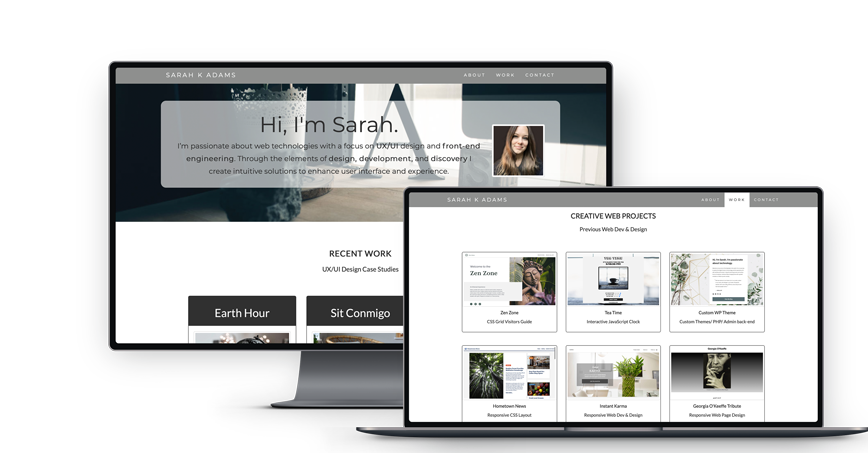 SARAH K ADAMS
ABOUT WORK CONTACT
Hi, I'm Sarah.
I'm passionate about web technologies with a focus on UX/UI design and front-end
engineering. Through the elements of design, development, and discovery I
create intuitive solutions to enhance user interface and experience.
RECENT WORK
UX/UI Design Case Studies
Earth Hour
Sit Conmigo
SARAH K ADAMS
ABOUT WORK CONTACT
CREATIVE WEB PROJECTS
Previous Web Dev & Design
Zen Zone
Zen Zone
CSS Grid Visitors Guide
TEA TIME
Tea Time
Interactive JavaScript Clock
Custom WP Theme
Custom Themes/ PHP/ Admin back-end
Hometown News
Responsive CSS Layout
Instant Karma
Responsive Web Dev & Design
Georgia O'Keeffe
Georgia O'Keeffe Tribute
Responsive Web Page Design